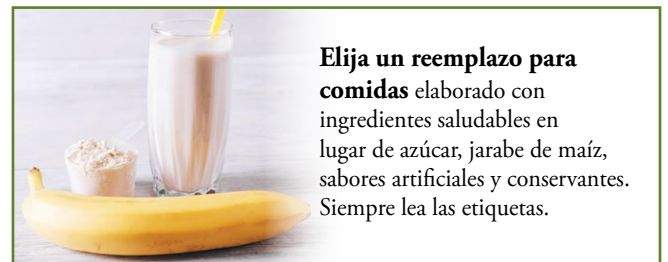 Elija un reemplazo para
comidas elaborado con
ingredientes saludables en
lugar de azúcar, jarabe de maíz,
sabores artificiales y conservantes.
Siempre lea las etiquetas.